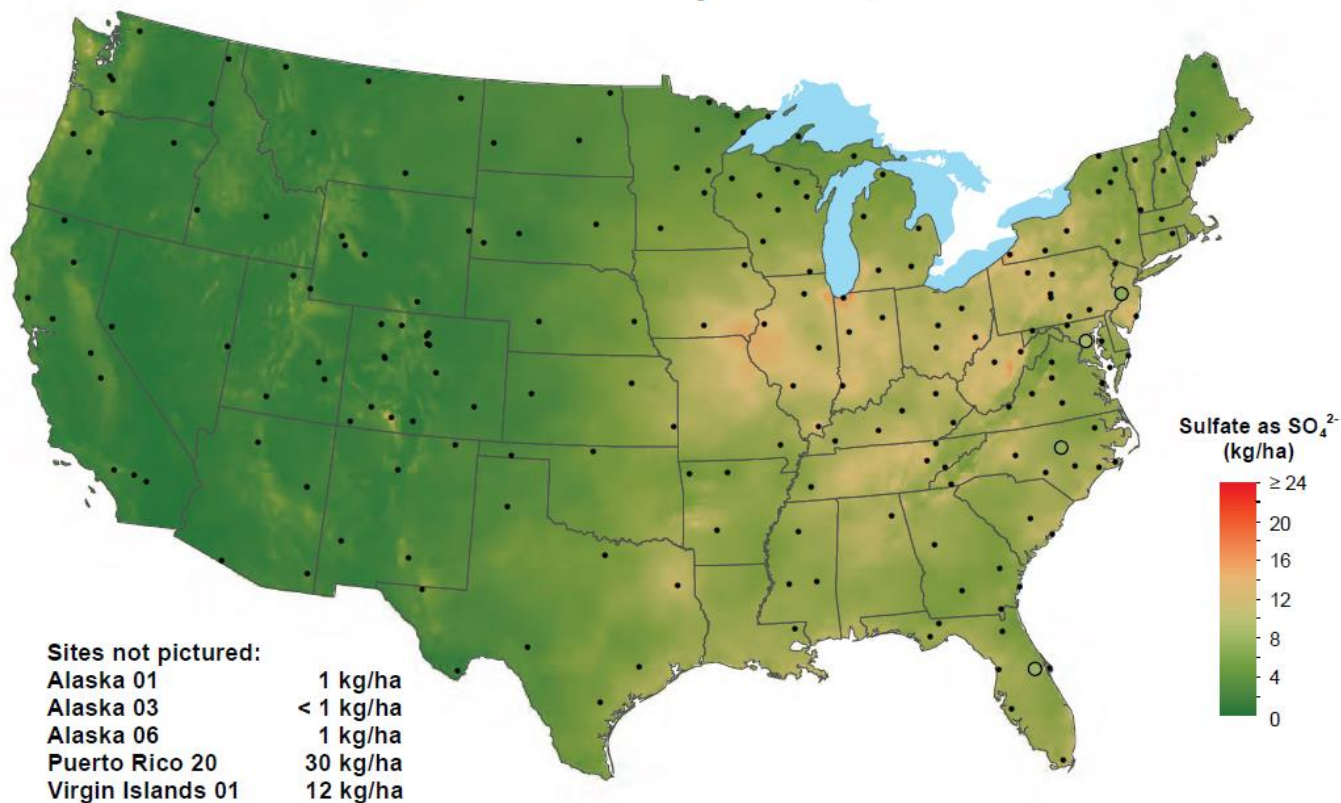 Sites not pictured:
Alaska 01 1 kg/ha
Alaska 03 < 1 kg/ha
Alaska 06 1 kg/ha
Puerto Rico 20 30 kg/ha
Virgin Islands 01 12 kg/ha
Sulfate as SO₄²⁻
(kg/ha)
≥ 24
20
16
12
8
4
0